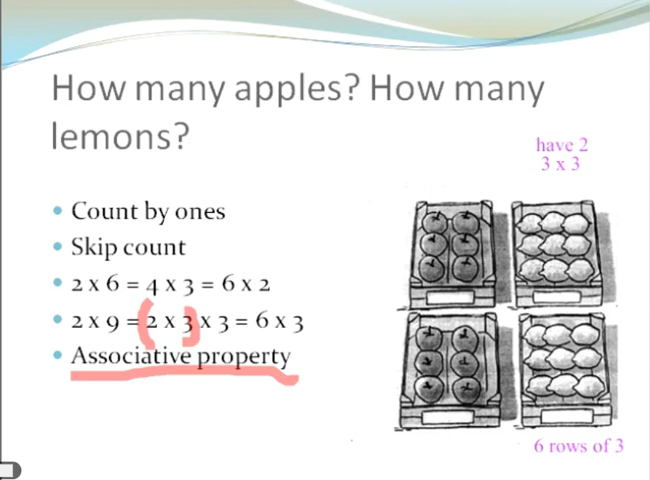 How many apples? How many
lemons?
have 2
3 x 3
Count by ones
Skip count
2 x 6 = 4 x 3 = 6 x 2
2 x 9 = (2 x 3) x 3 = 6 x 3
Associative property
6 rows of 3